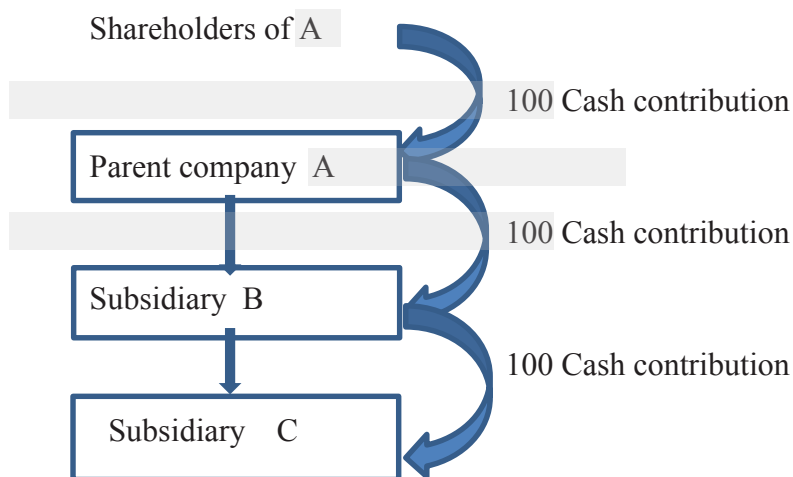 Shareholders of A
100 Cash contribution
Parent company A
100 Cash contribution
Subsidiary B
100 Cash contribution
Subsidiary C